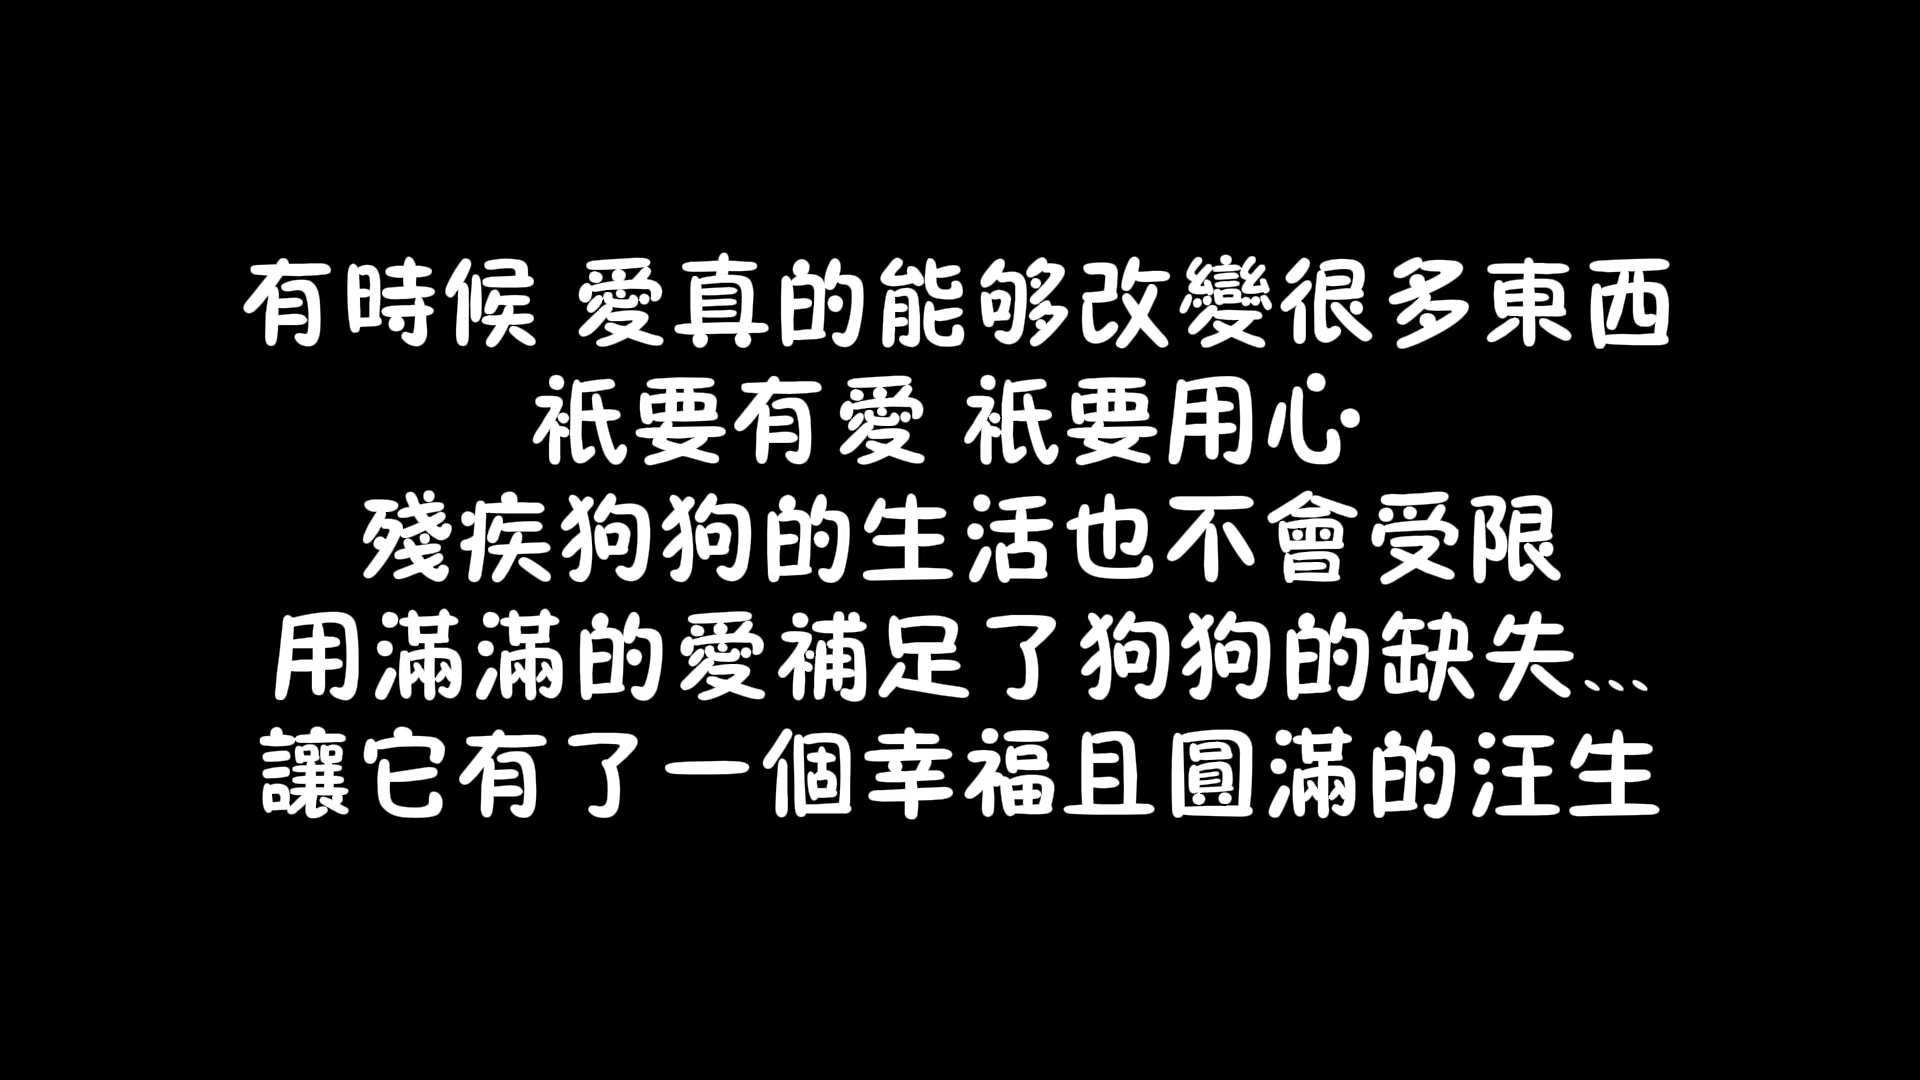 有時候 愛真的能够改變很多東西
祇要有愛 祇要用心
殘疾狗狗的生活也不會受限
用滿滿的愛補足了狗狗的缺失...
讓它有了一個幸福且圓滿的汪生